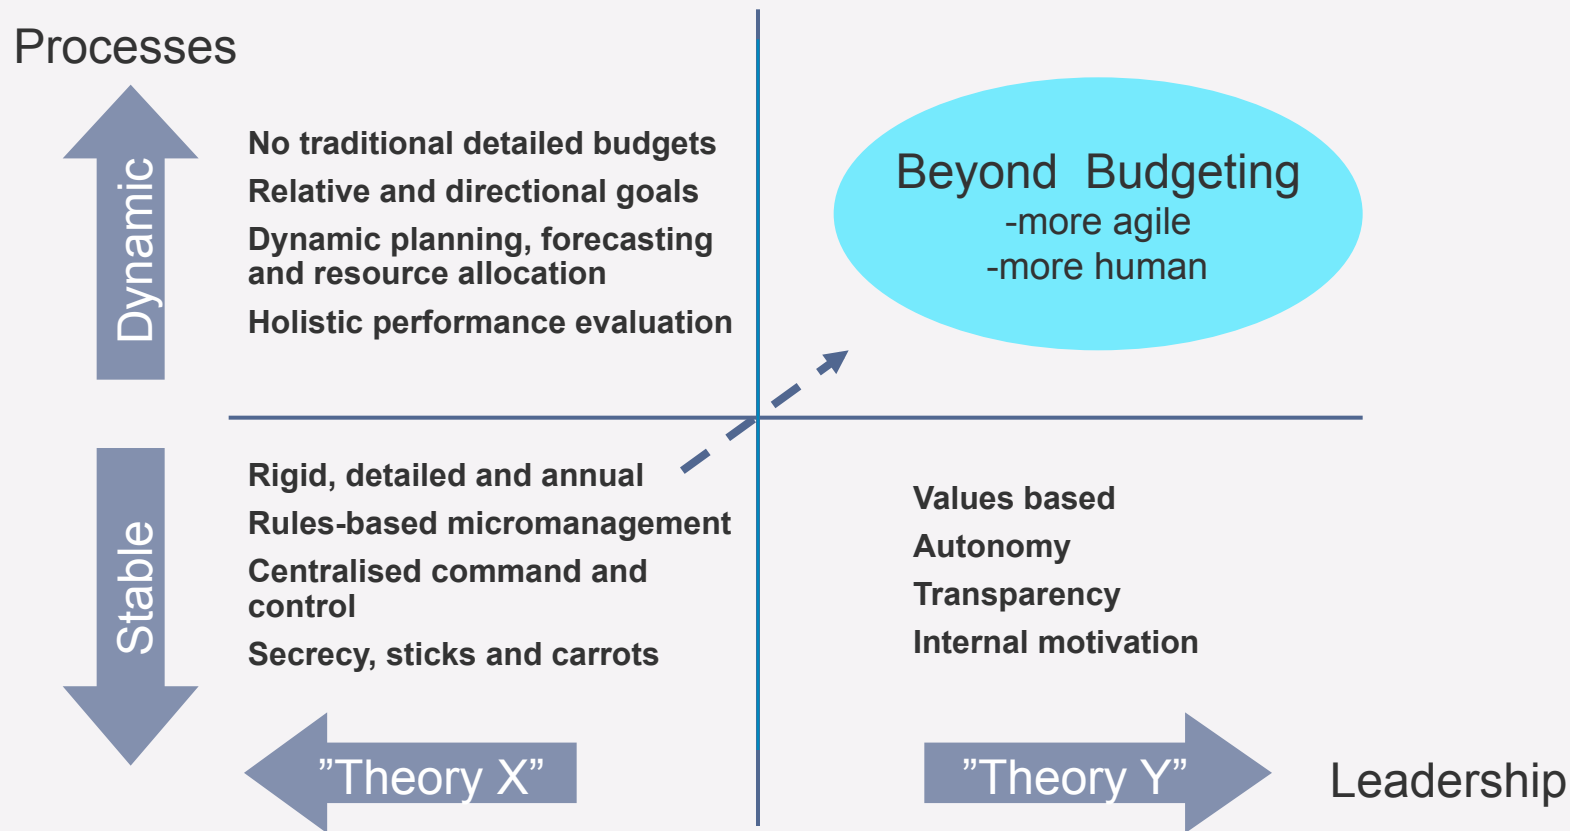 Processes
Dynamic
No traditional detailed budgets
Relative and directional goals
Dynamic planning, forecasting
and resource allocation
Holistic performance evaluation
Beyond  Budgeting
-more agile
-more human
Stable
Rigid, detailed and annual
Rules-based micromanagement
Centralised command and
control
Secrecy, sticks and carrots
Values based
Autonomy
Transparency
Internal motivation
”Theory X”
”Theory Y”
Leadership